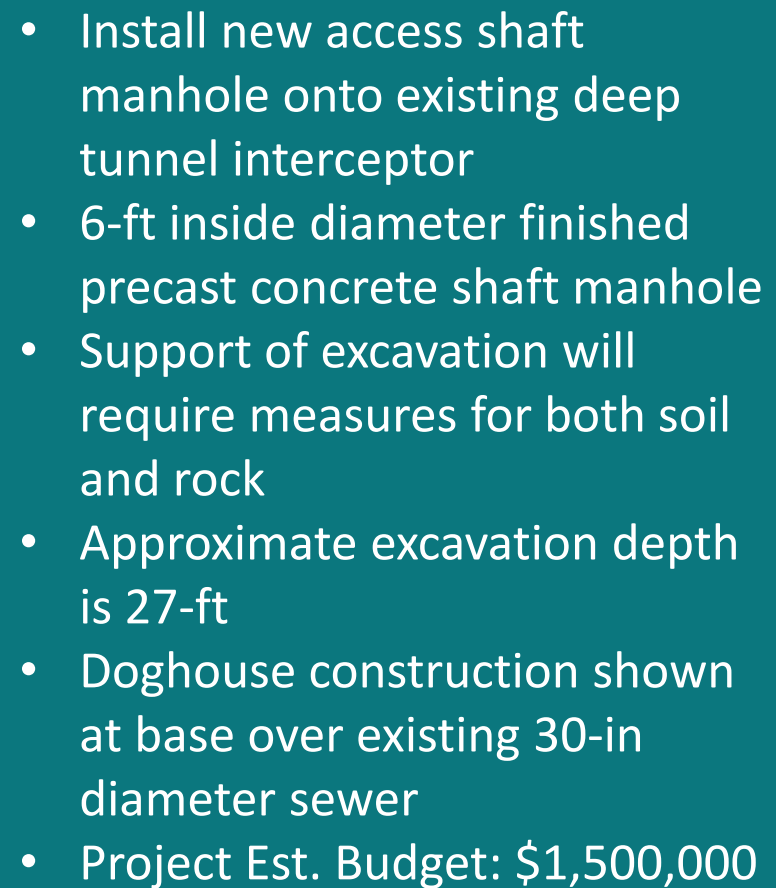 • Install new access shaft
manhole onto existing deep
tunnel interceptor
• 6-ft inside diameter finished
precast concrete shaft manhole
• Support of excavation will
require measures for both soil
and rock
• Approximate excavation depth
is 27-ft
• Doghouse construction shown
at base over existing 30-in
diameter sewer
• Project Est. Budget: $1,500,000